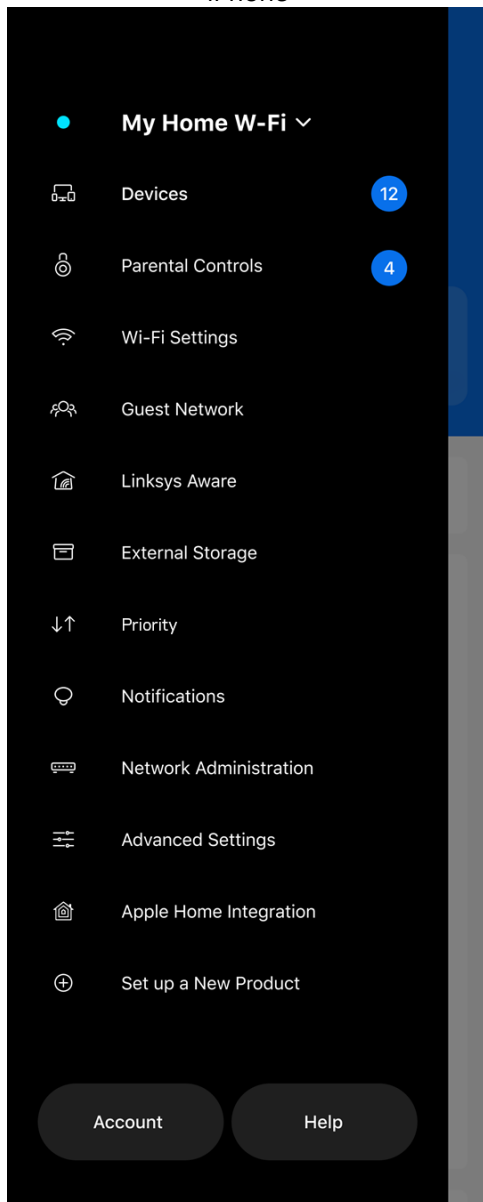 My Home W-Fi
Devices 12
Parental Controls 4
Wi-Fi Settings
Guest Network
Linksys Aware
External Storage
Priority
Notifications
Network Administration
Advanced Settings
Apple Home Integration
Set up a New Product
Account Help